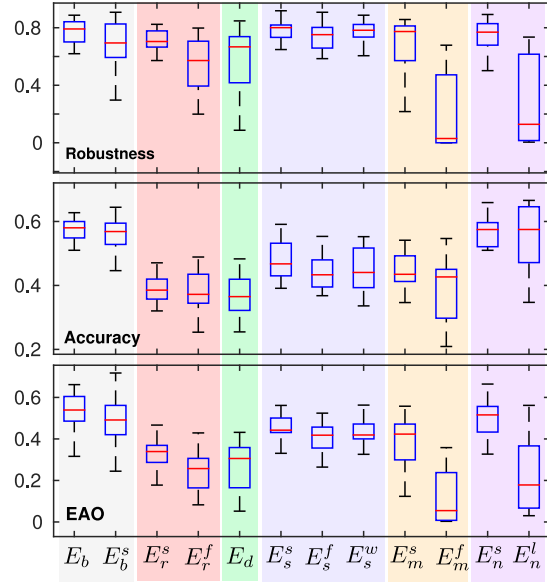 0.8
0.4
0
Robustness
0.6
0.4
0.2
Accuracy
0.6
0.4
0.2
0
EAO
E_b E_b^s E_r^s E_r^f E_d E_s^s E_s^f E_s^w E_m^s E_m^f E_n^s E_n^l